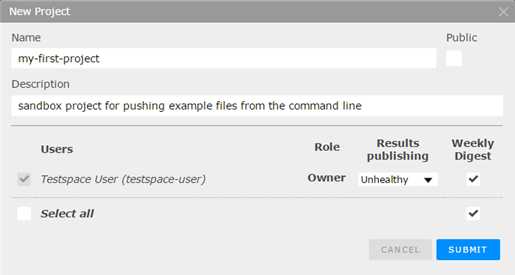 New Project
Name Public
my-first-project
Description
sandbox project for pushing example files from the command line
Users Role Results publishing Weekly Digest
Testspace User (testspace-user) Owner Unhealthy
Select all
CANCEL SUBMIT